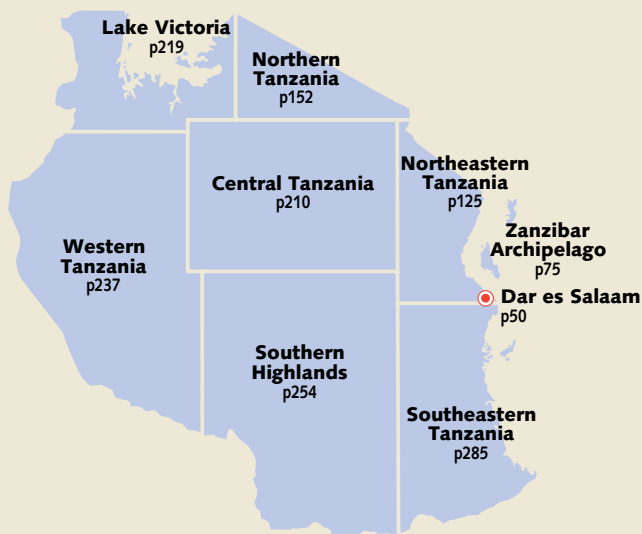 Lake Victoria
p219
Northern
Tanzania
p152
Northeastern
Tanzania
p125
Central Tanzania
p210
Zanzibar
Archipelago
p75
Western
Tanzania
p237
Dar es Salaam
p50
Southern
Highlands
p254
Southeastern
Tanzania
p285